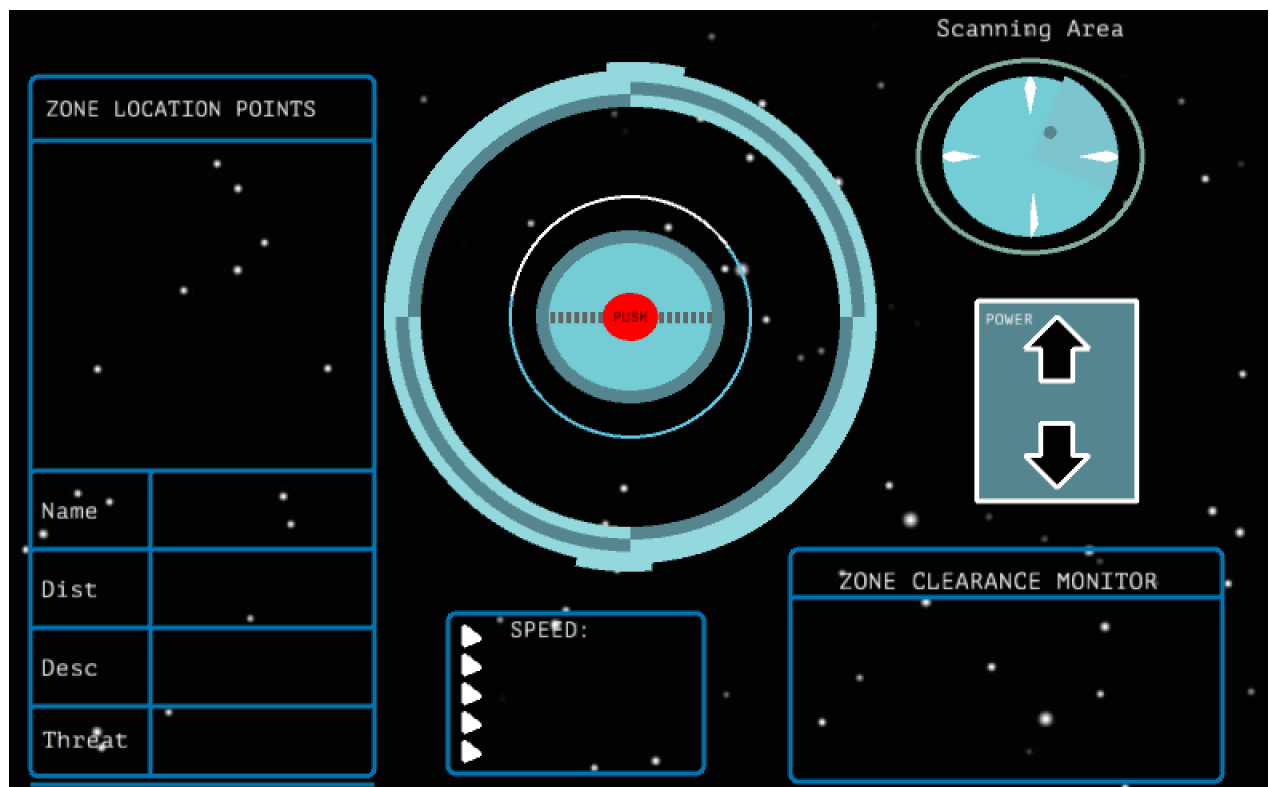 Scanning Area
ZONE LOCATION POINTS
PUSH
POWER
Name
Dist
Desc
Threat
SPEED:
ZONE CLEARANCE MONITOR